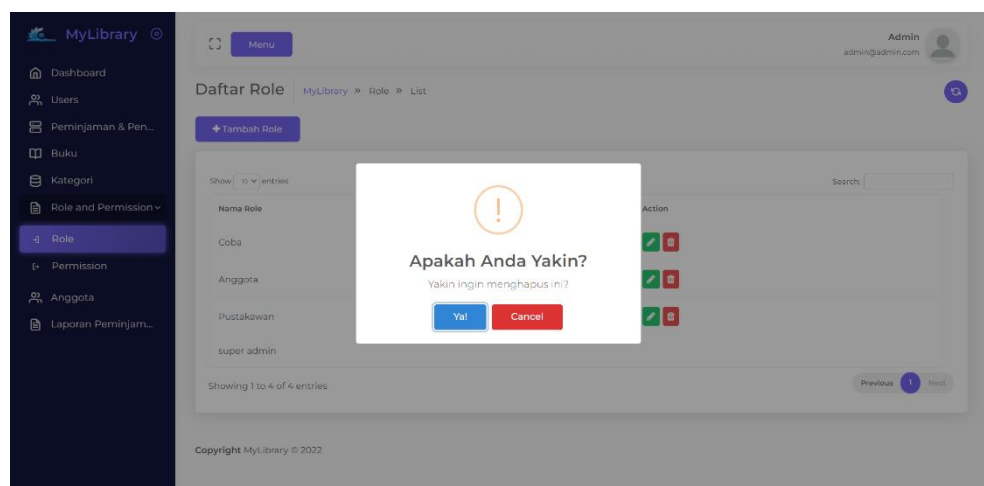 MyLibrary
Dashboard
Users
Peminjaman & Pen...
Buku
Kategori
Role and Permission
Role
Permission
Anggota
Laporan Peminjam...
Menu
Admin
admin@admin.com
Daftar Role MyLibrary » Role » List
+ Tambah Role
Show 10 entries
Search:
Nama Role Action
Coba
Anggota
Pustakawan
super admin
!
Apakah Anda Yakin?
Yakin ingin menghapus ini?
Ya! Cancel
Showing 1 to 4 of 4 entries
Previous 1 Next
Copyright MyLibrary © 2022